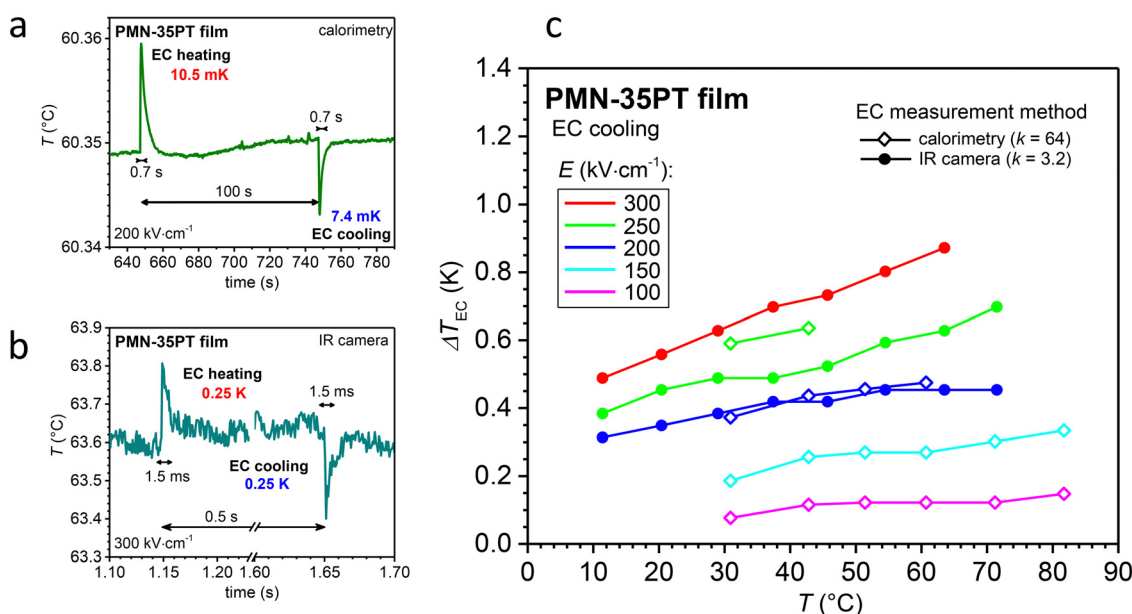 a
PMN-35PT film
calorimetry
EC heating
10.5 mK
0.7 s
0.7 s
100 s
7.4 mK
EC cooling
200 kV·cm⁻¹
60.36
60.35
60.34
T (°C)
640 660 680 700 720 740 760 780
time (s)
b
PMN-35PT film
IR camera
EC heating
0.25 K
1.5 ms
1.5 ms
EC cooling
0.25 K
0.5 s
300 kV·cm⁻¹
63.9
63.8
63.7
63.6
63.5
63.4
63.3
T (°C)
1.10 1.15 1.20 1.60 1.65 1.70
time (s)
c
PMN-35PT film
EC cooling
E (kV·cm⁻¹):
300
250
200
150
100
EC measurement method
calorimetry (k = 64)
IR camera (k = 3.2)
1.4
1.2
1.0
0.8
0.6
0.4
0.2
0.0
ΔT_EC (K)
0 10 20 30 40 50 60 70 80 90
T (°C)